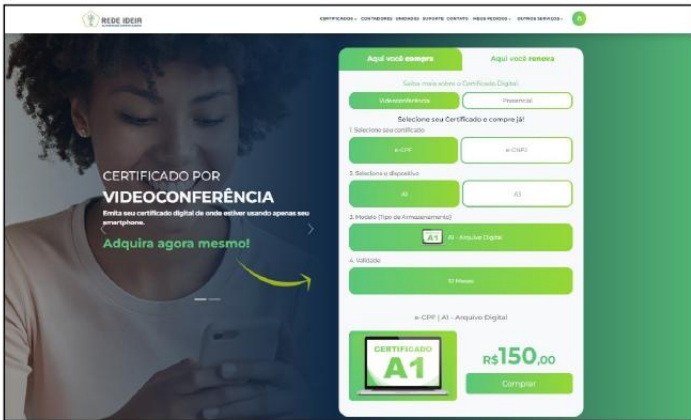 REDE IDEIA
CERTIFICADOS CONTADORES UNIDADES SUPORTE CONTATO MEUS PEDIDOS OUTROS SERVIÇOS
Aqui você compra
Aqui você renova
Saiba mais sobre o Certificado Digital
Videoconferência
Presencial
Selecione seu Certificado e compre já!
1. Selecione seu certificado
e-CPF
e-CNPJ
2. Selecione o dispositivo
A1
A3
3. Modelo (Tipo de Armazenamento)
A1
A1 - Arquivo Digital
4. Validade
12 Meses
e-CPF | A1 - Arquivo Digital
CERTIFICADO
A1
R$150,00
Comprar
CERTIFICADO POR
VIDEOCONFERÊNCIA
Emita seu certificado digital de onde estiver usando apenas seu
smartphone.
Adquira agora mesmo!